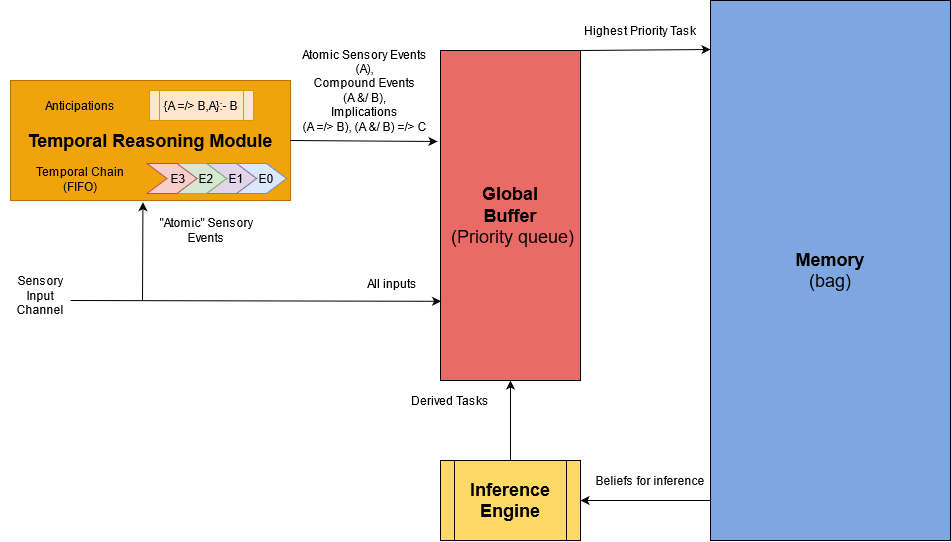 Highest Priority Task
Atomic Sensory Events
(A),
Compound Events
(A &/ B),
Implications
(A =/> B), (A &/ B) =/> C
Anticipations
{A =/> B,A}:- B
Temporal Reasoning Module
Temporal Chain
(FIFO)
E3
E2
E1
E0
Global
Buffer
(Priority queue)
Memory
(bag)
"Atomic" Sensory
Events
Sensory
Input
Channel
All inputs
Derived Tasks
Beliefs for inference
Inference
Engine